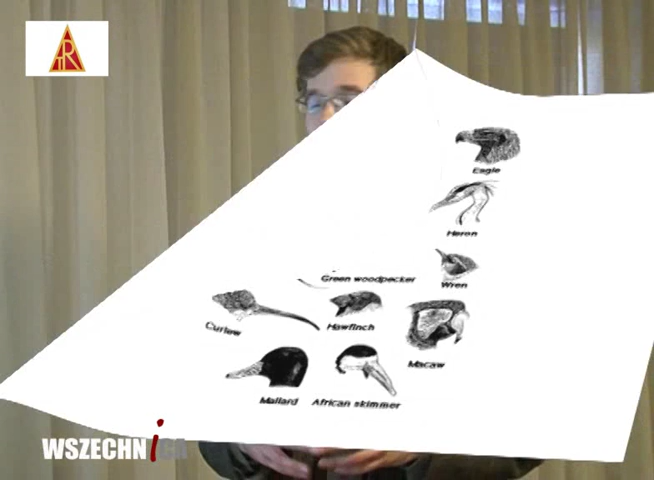 Eagle
Heron
Green woodpecker
Wren
Curlew
Hawfinch
Macaw
Mallard
African skimmer
WSZECHNiCA